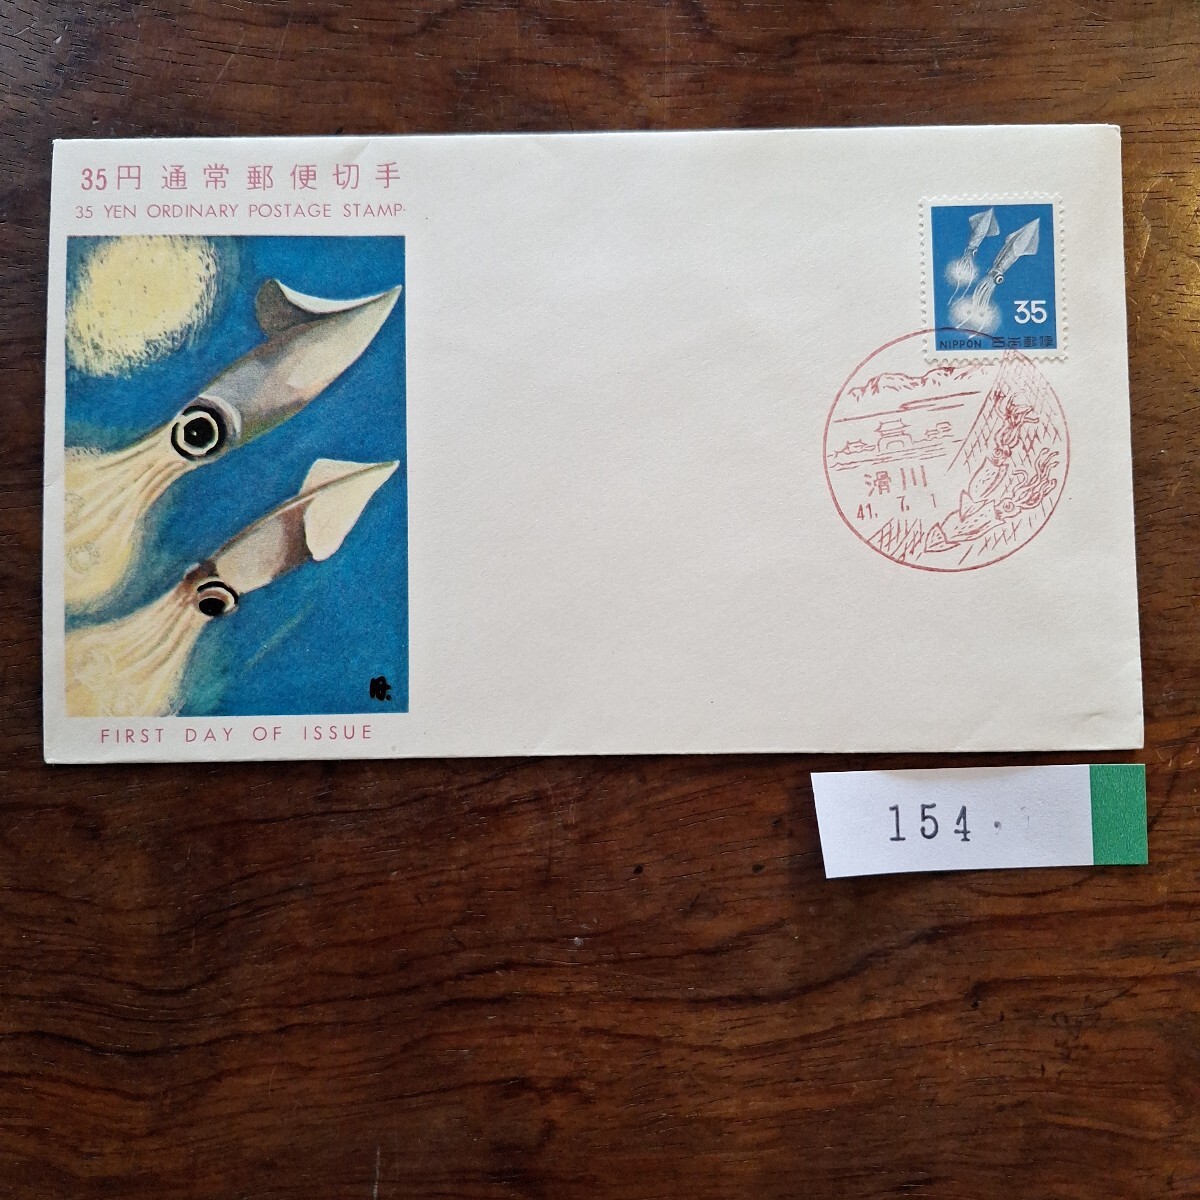 35円通常郵便切手
35 YEN ORDINARY POSTAGE STAMP.
35
NIPPON 日本郵便
滑川
41. 7. 1
FIRST DAY OF ISSUE
154.